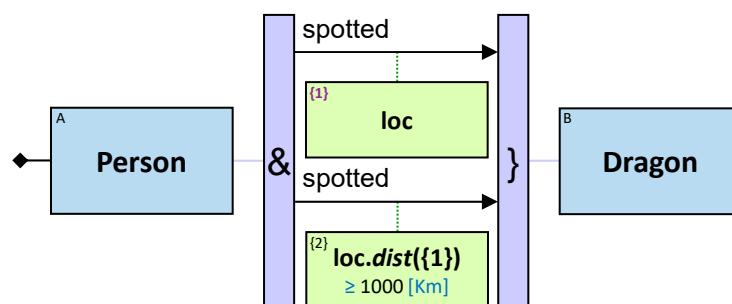 spotted
{1}
loc
A
Person
&
}
B
Dragon
spotted
{2}
loc.dist({1})
≥ 1000 [Km]